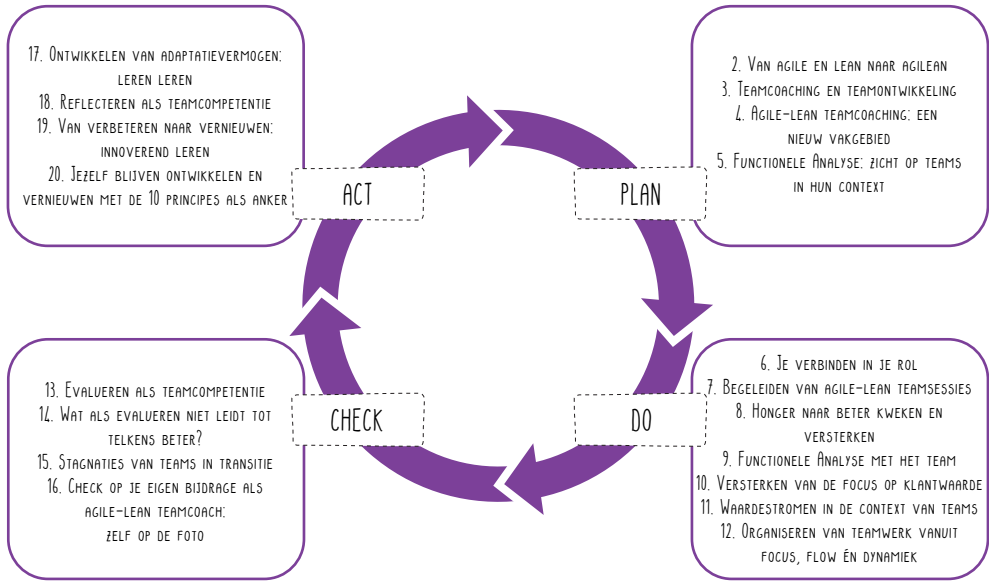 17. Ontwikkelen van adaptatievermogen:
leren leren
18. Reflecteren als teamcompetentie
19. Van verbeteren naar vernieuwen:
innoverend leren
20. Jezelf blijven ontwikkelen en
vernieuwen met de 10 principes als anker
ACT
PLAN
2. Van agile en lean naar agilean
3. Teamcoaching en teamontwikkeling
4. Agile-lean teamcoaching: een
nieuw vakgebied
5. Functionele Analyse: zicht op teams
in hun context
13. Evalueren als teamcompetentie
14. Wat als evalueren niet leidt tot
telkens beter?
15. Stagnaties van teams in transitie
16. Check op je eigen bijdrage als
agile-lean teamcoach:
zelf op de foto
CHECK
DO
6. Je verbinden in je rol
7. Begeleiden van agile-lean teamsessies
8. Honger naar beter kweken en
versterken
9. Functionele Analyse met het team
10. Versterken van de focus op klantwaarde
11. Waardestromen in de context van teams
12. Organiseren van teamwerk vanuit
focus, flow én dynamiek